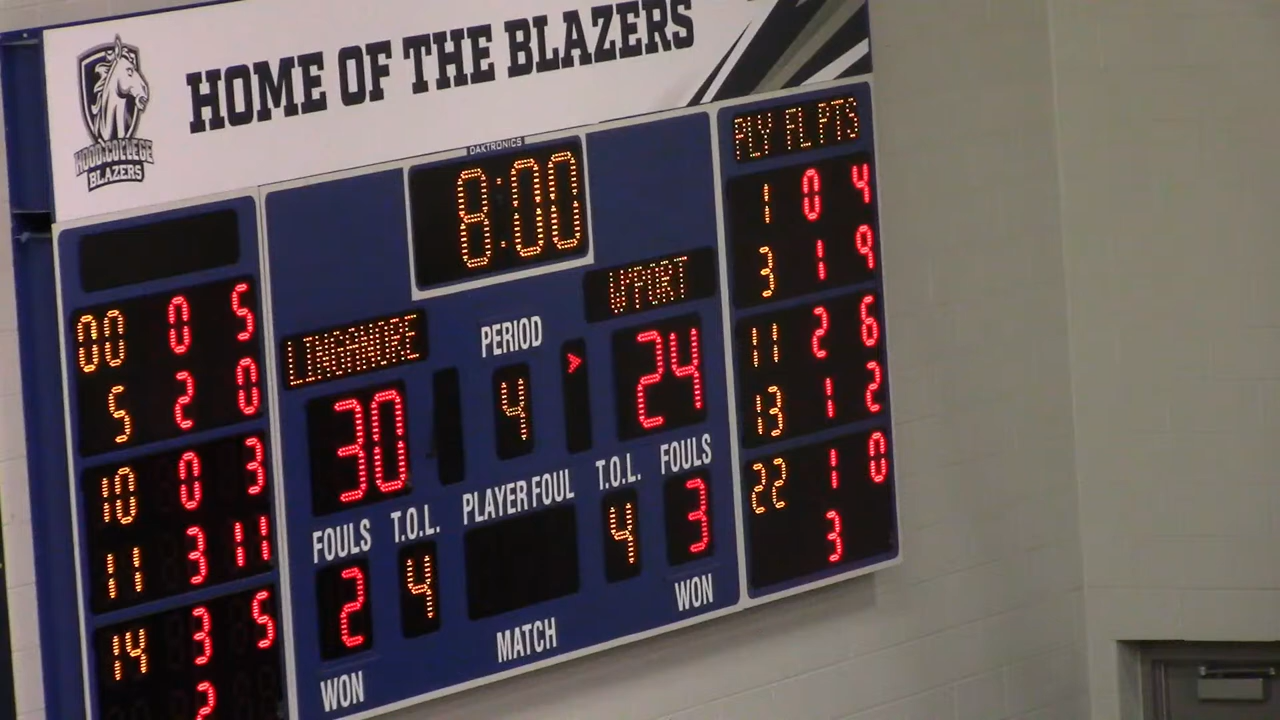 HOME OF THE BLAZERS
HOOD COLLEGE
BLAZERS
DAKTRONICS
8:00
PLY FL PTS
1 0 4
3 1 9
11 2 6
13 1 2
22 1 0
3
00 0 5
5 2 0
10 0 3
11 3 11
14 3 5
2
LINGANORE
PERIOD
W'PORT
30
4
>
24
FOULS T.O.L. PLAYER FOUL T.O.L. FOULS
2 4 4 3
WON MATCH WON